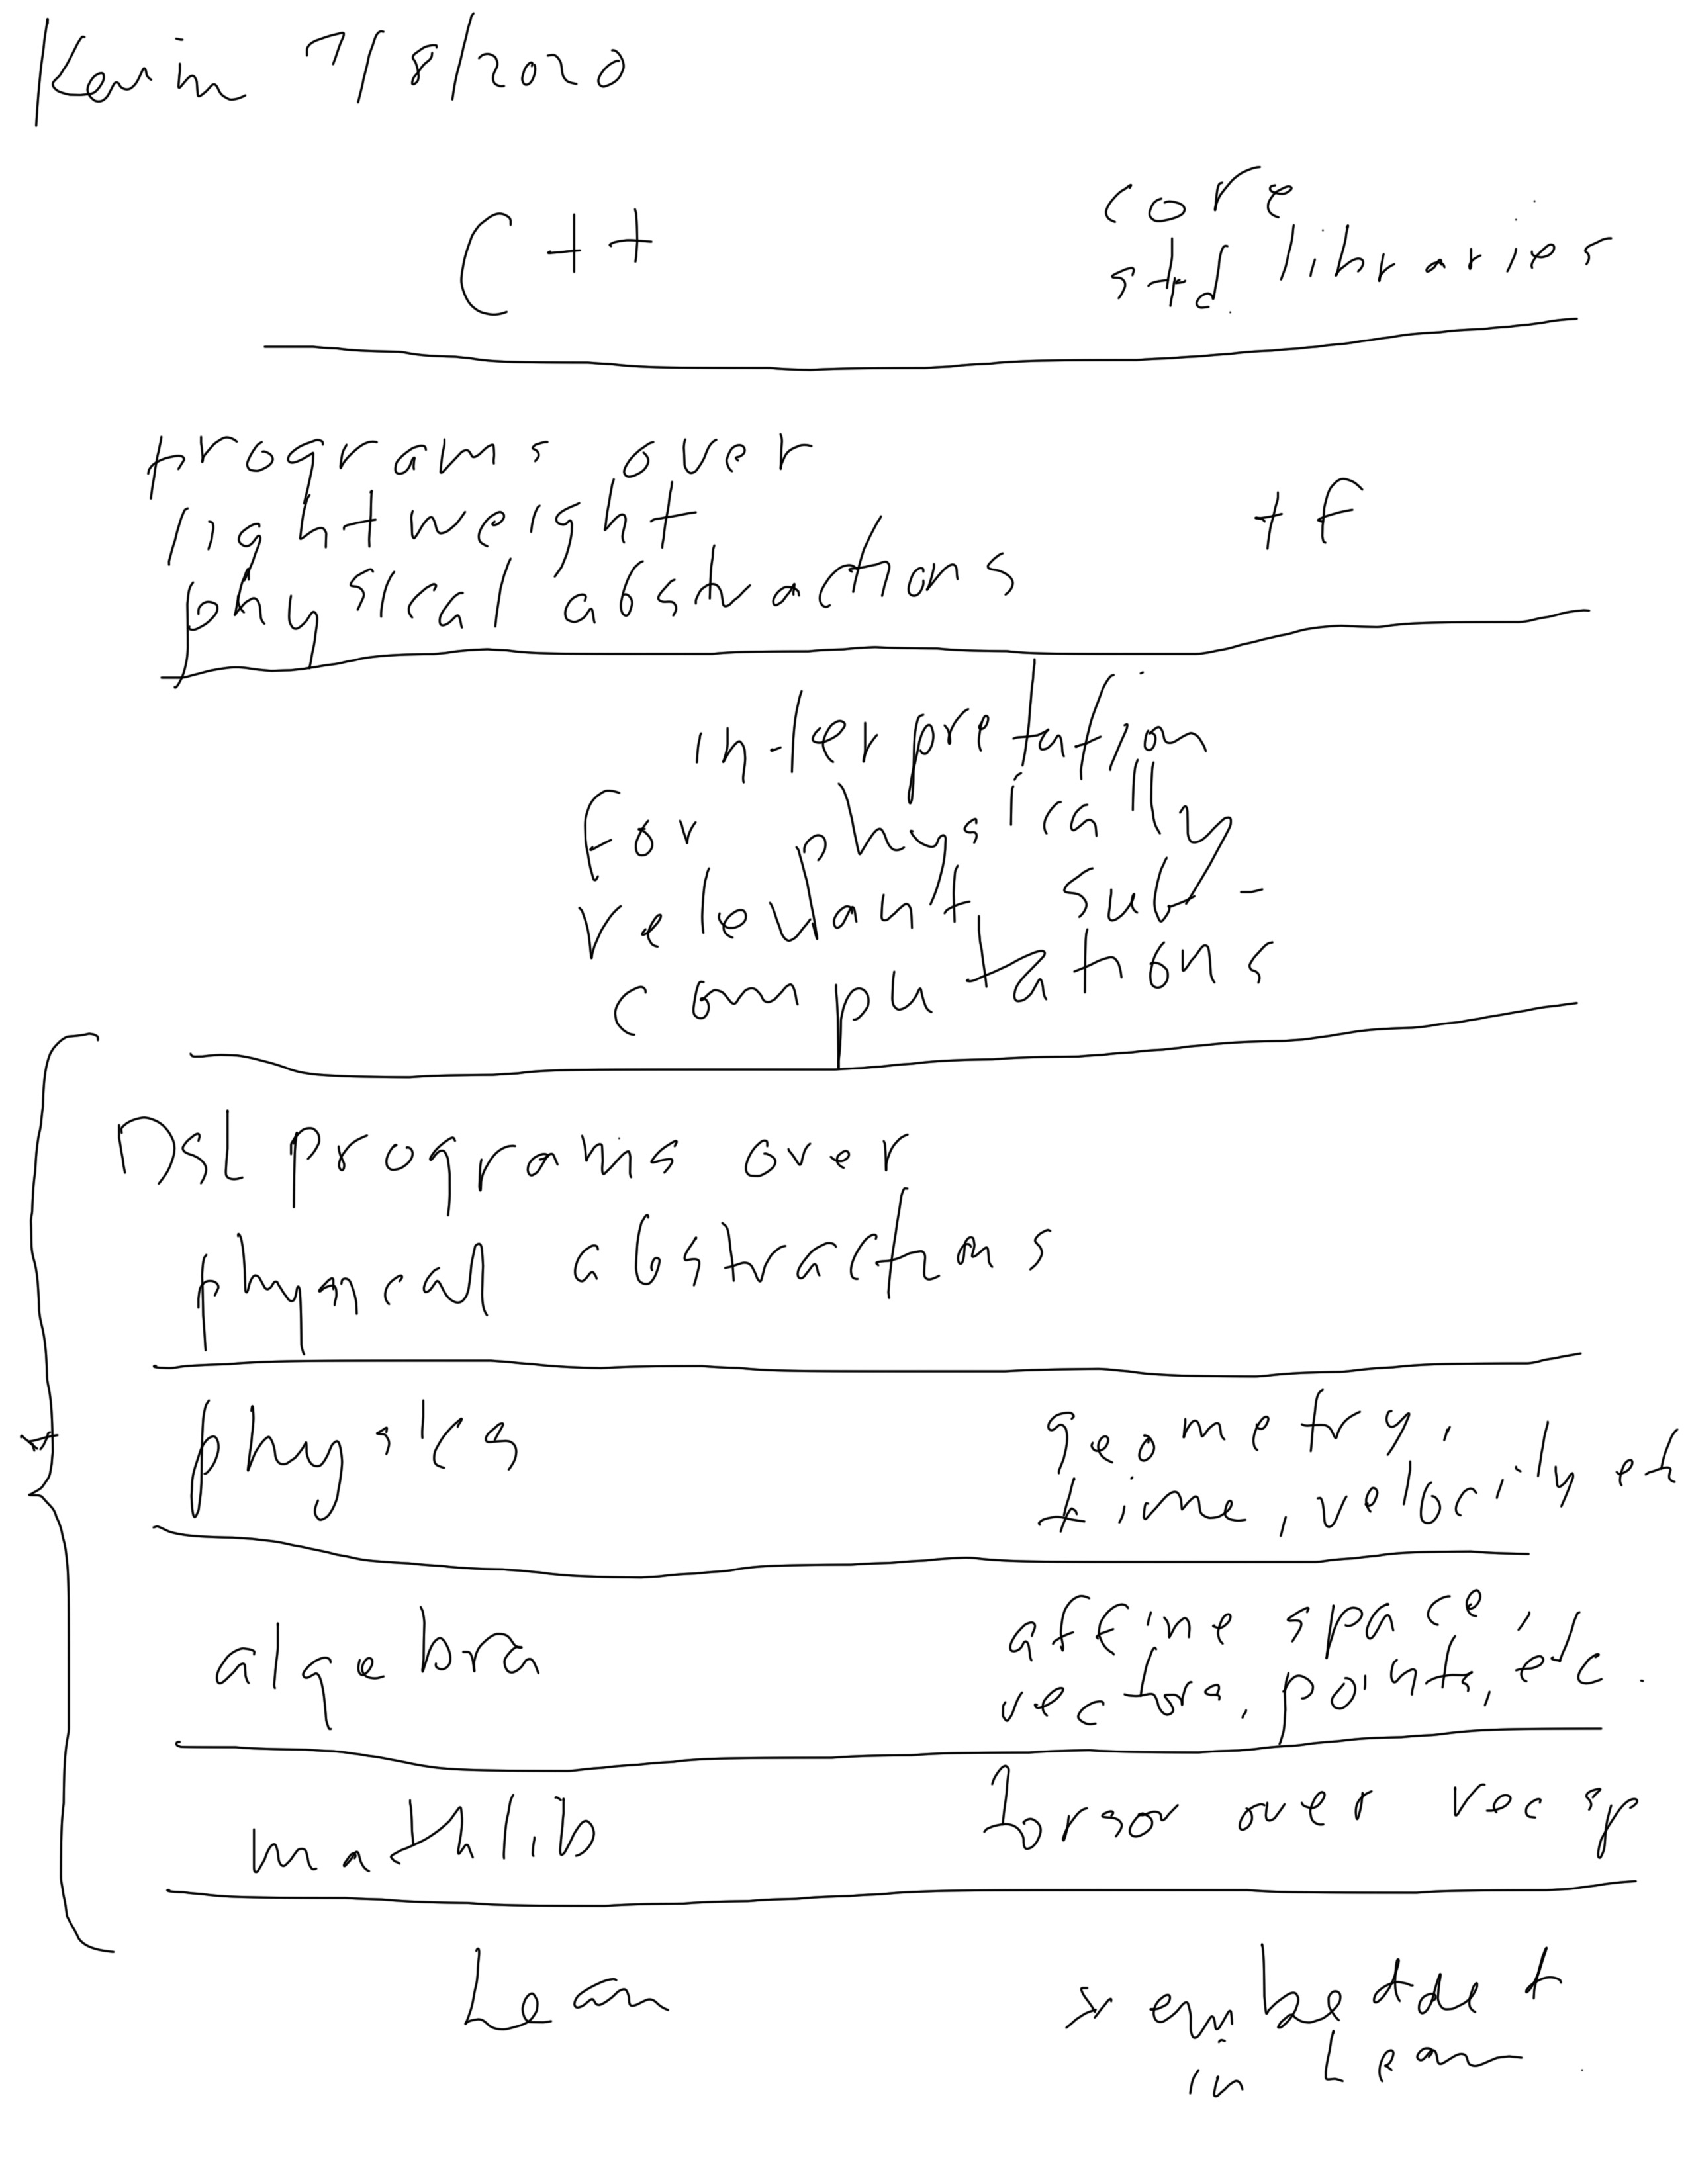 Kevin 7/8/2020
C++
core
std. libraries
programs over
lightweight
physical abstractions
tf
interpretation
for physically
relevant sub-
computations
DSL programs over
physical abstractions
physics
geometry,
time, velocity, et
algebra
affine space,
vectors, points, etc.
mathlib
torsor over vec sp
Lean
embedded
in Lean